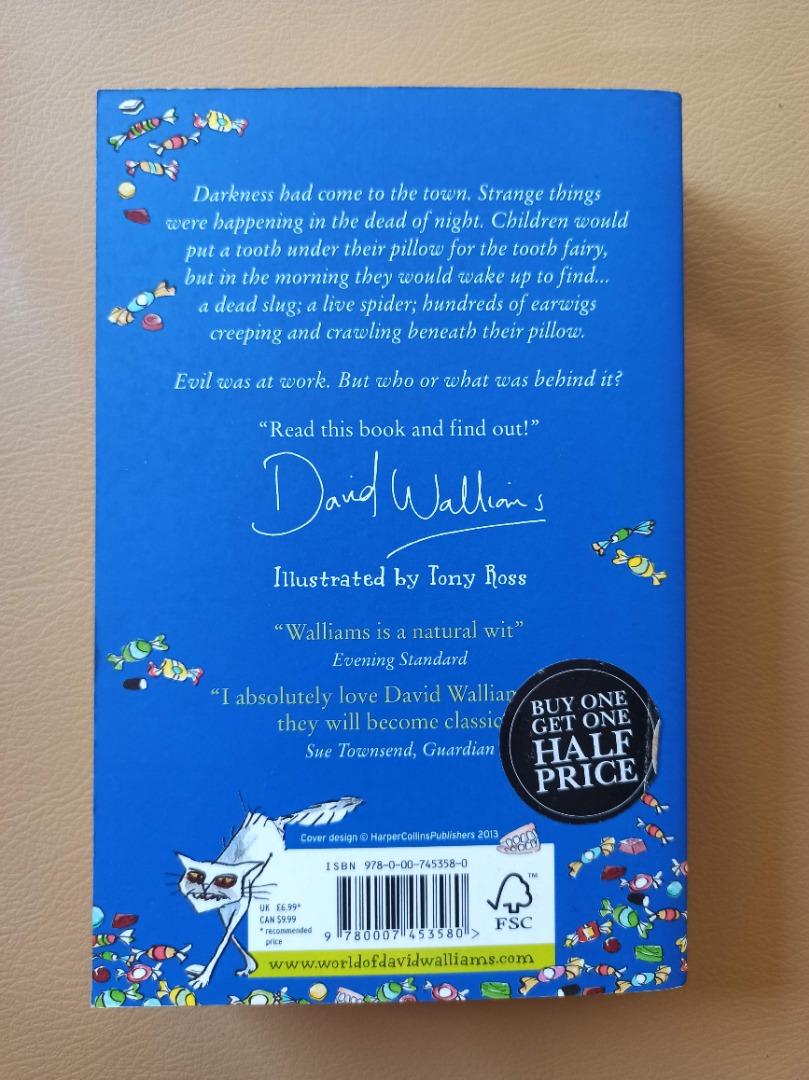 Darkness had come to the town. Strange things
were happening in the dead of night. Children would
put a tooth under their pillow for the tooth fairy,
but in the morning they would wake up to find...
a dead slug; a live spider; hundreds of earwigs
creeping and crawling beneath their pillow.
Evil was at work. But who or what was behind it?
“Read this book and find out!”
David Walliams
Illustrated by Tony Ross
“Walliams is a natural wit”
Evening Standard
“I absolutely love David
they will become
Sue Townsend, Guardian
BUY ONE
GET ONE
HALF
PRICE
Cover design © HarperCollinsPublishers 2013
ISBN 978-0-00-745358-0
UK £6.99*
CAN $9.99
* recommended
price
9 780007 453580 >
FSC
™
www.worldofdavidwalliams.com